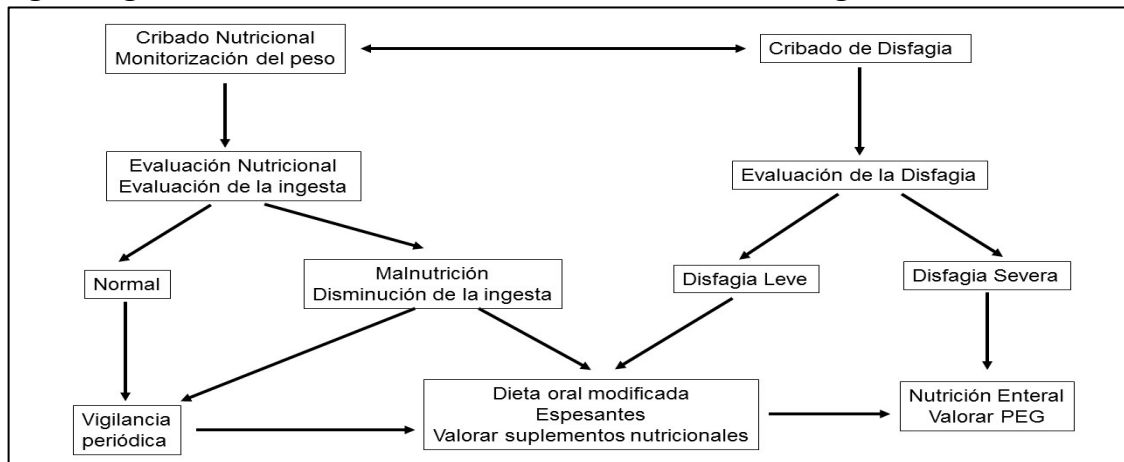 Cribado Nutricional
Monitorización del peso
Cribado de Disfagia
Evaluación Nutricional
Evaluación de la ingesta
Evaluación de la Disfagia
Normal
Malnutrición
Disminución de la ingesta
Disfagia Leve
Disfagia Severa
Vigilancia
periódica
Dieta oral modificada
Espesantes
Valorar suplementos nutricionales
Nutrición Enteral
Valorar PEG